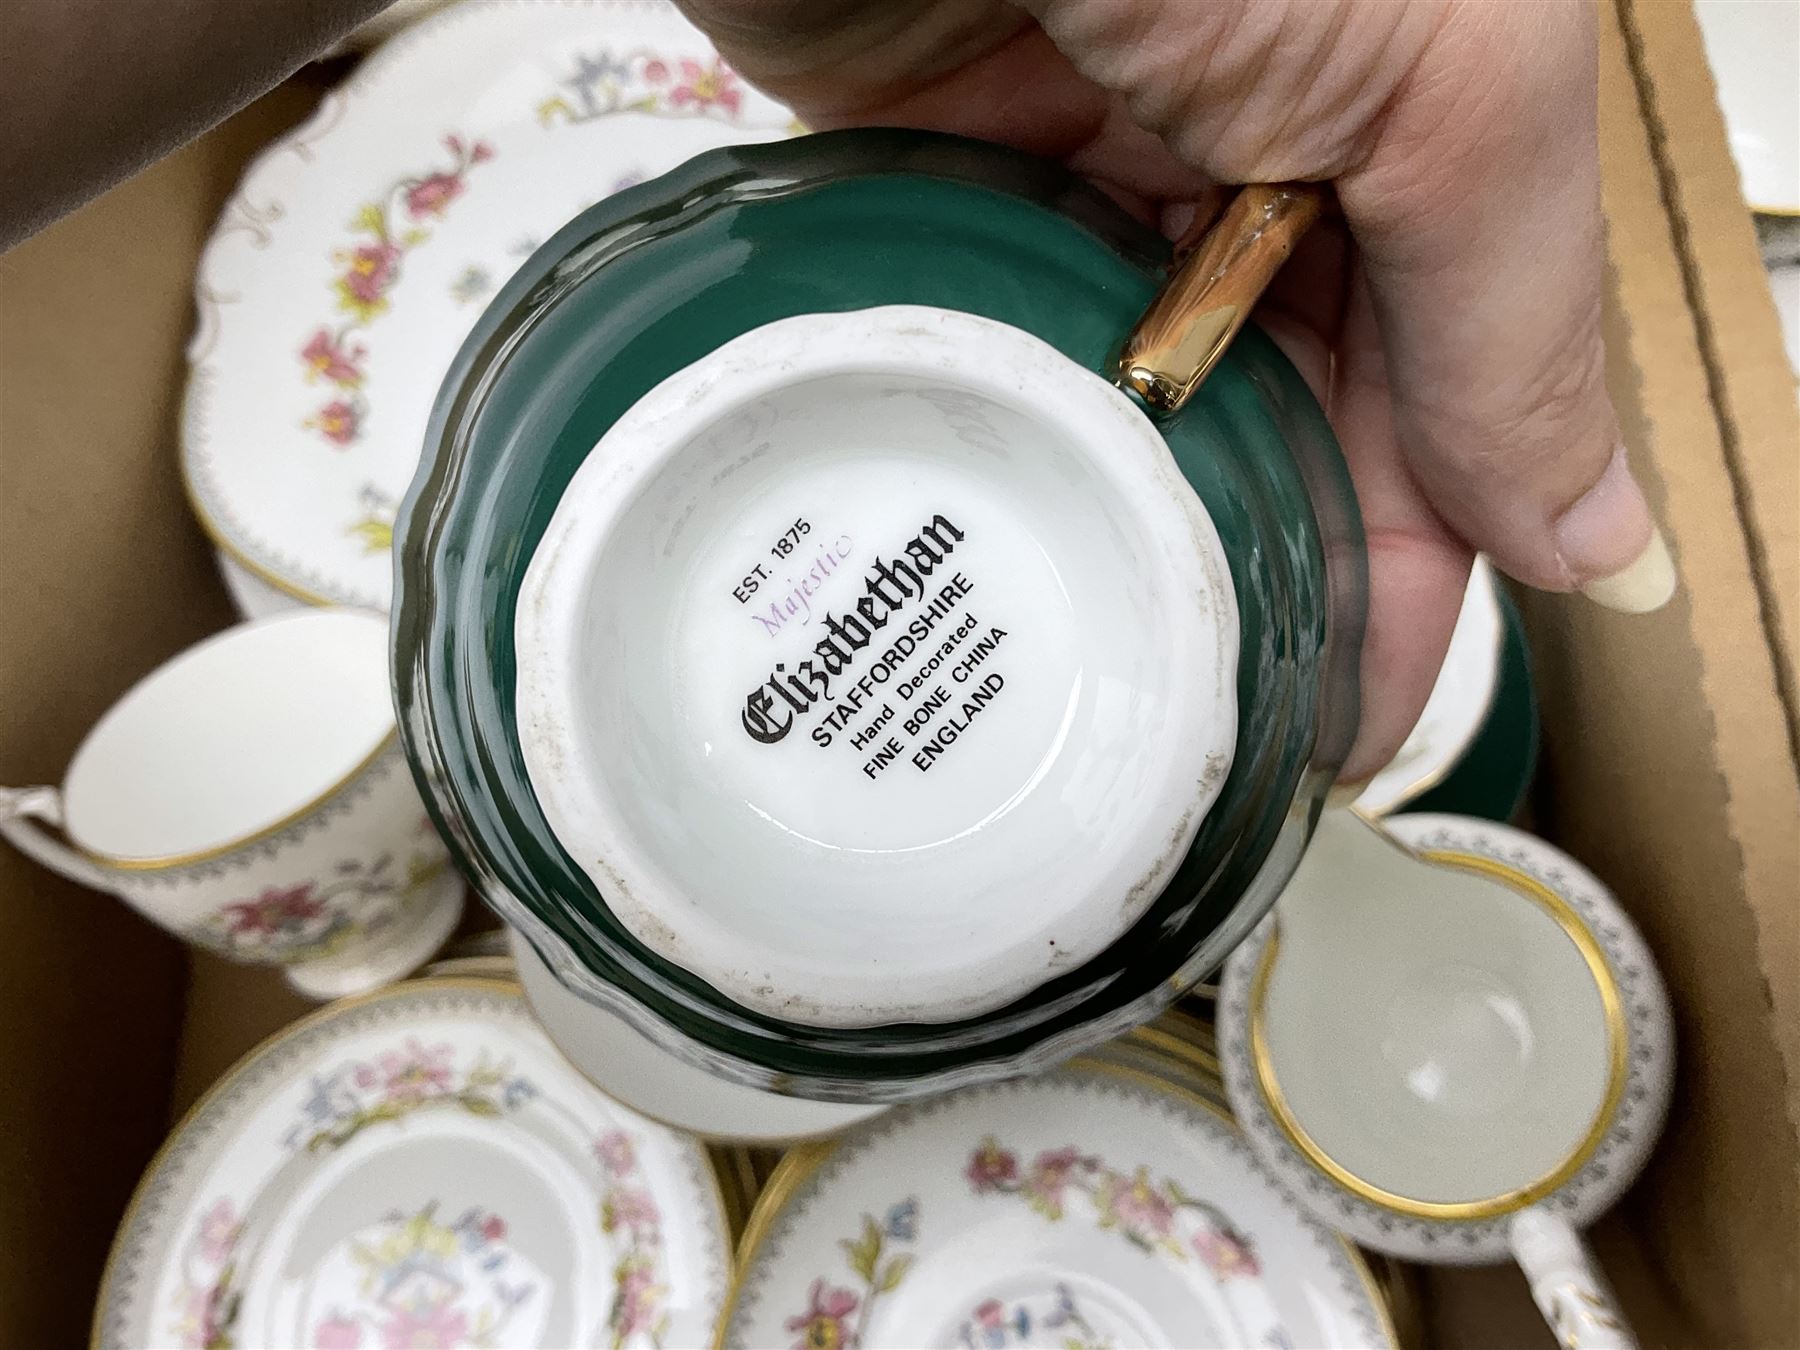 EST. 1875
Majestic
Elizabethan
STAFFORDSHIRE
Hand Decorated
FINE BONE CHINA
ENGLAND